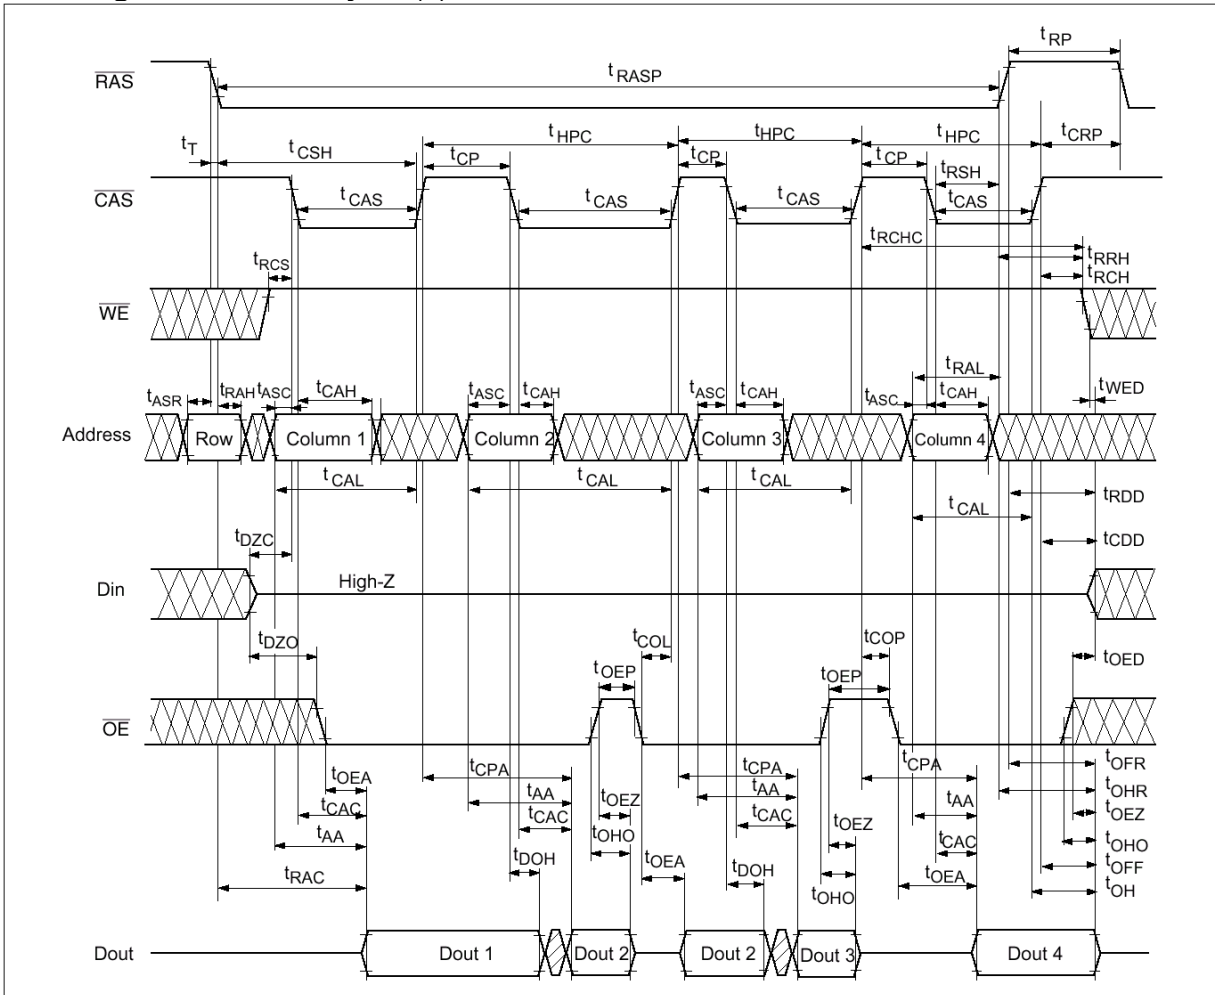 tRP
RAS
tRASP
tT
tCSH
tHPC
tHPC
tHPC
tCRP
tCP
tCP
tCP
tRSH
CAS
tCAS
tCAS
tCAS
tCAS
tRCHC
tRCS
tRRH
tRCH
WE
tRAL
tASR
tRAH
tASC
tCAH
tASC
tCAH
tASC
tCAH
tASC
tCAH
tWED
Address
Row
Column 1
Column 2
Column 3
Column 4
tCAL
tCAL
tCAL
tCAL
tRDD
tDZC
tCDD
Din
High-Z
tDZO
tCOL
tCOP
tOED
tOEP
tOEP
OE
tOEA
tCPA
tCPA
tCPA
tOFR
tCAC
tAA
tOEZ
tAA
tAA
tOHR
tAA
tCAC
tOHO
tCAC
tOEZ
tCAC
tOEZ
tOHO
tRAC
tDOH
tOEA
tDOH
tOHO
tOEA
tOFF
tOH
Dout
Dout 1
Dout 2
Dout 2
Dout 3
Dout 4